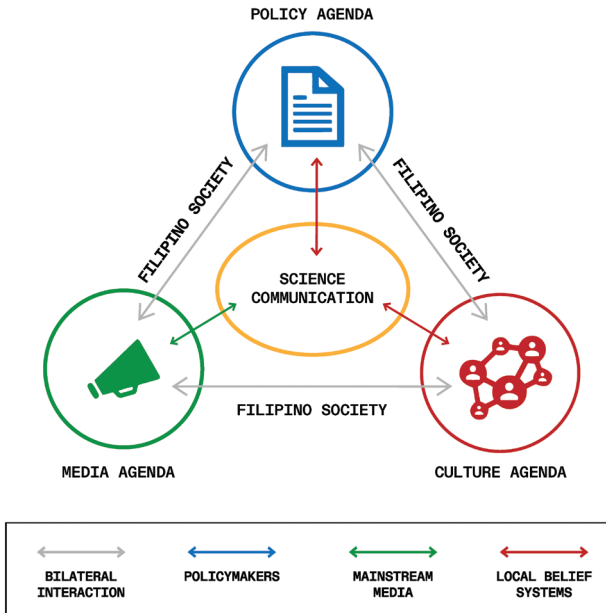 POLICY AGENDA
FILIPINO SOCIETY
FILIPINO SOCIETY
SCIENCE
COMMUNICATION
FILIPINO SOCIETY
MEDIA AGENDA
CULTURE AGENDA
BILATERAL
INTERACTION
POLICYMAKERS
MAINSTREAM
MEDIA
LOCAL BELIEF
SYSTEMS